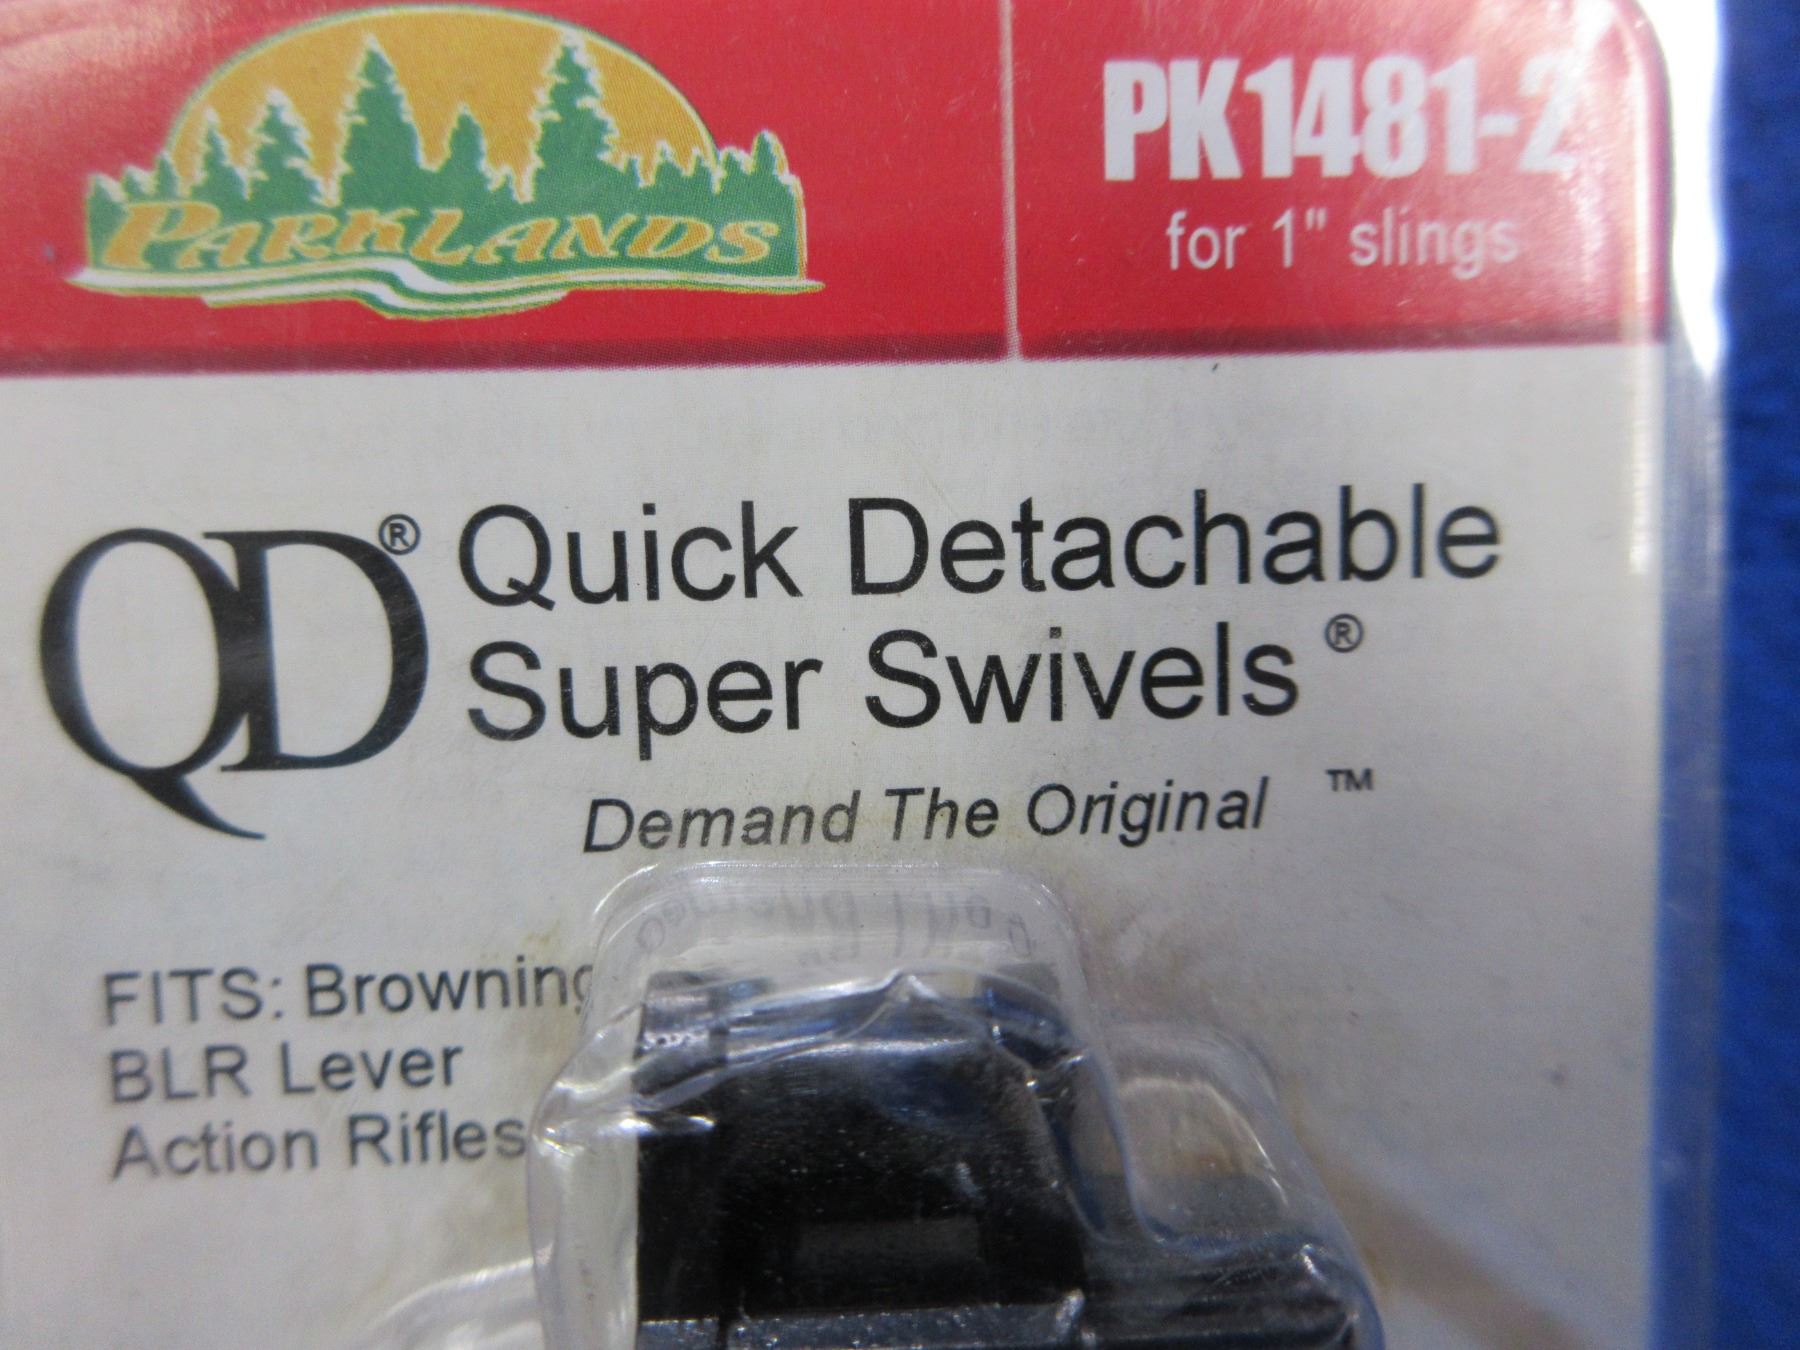 PARKLANDS
PK1481-2
for 1" slings
QD® Quick Detachable
Super Swivels®
Demand The Original ™
FITS: Browning
BLR Lever
Action Rifles